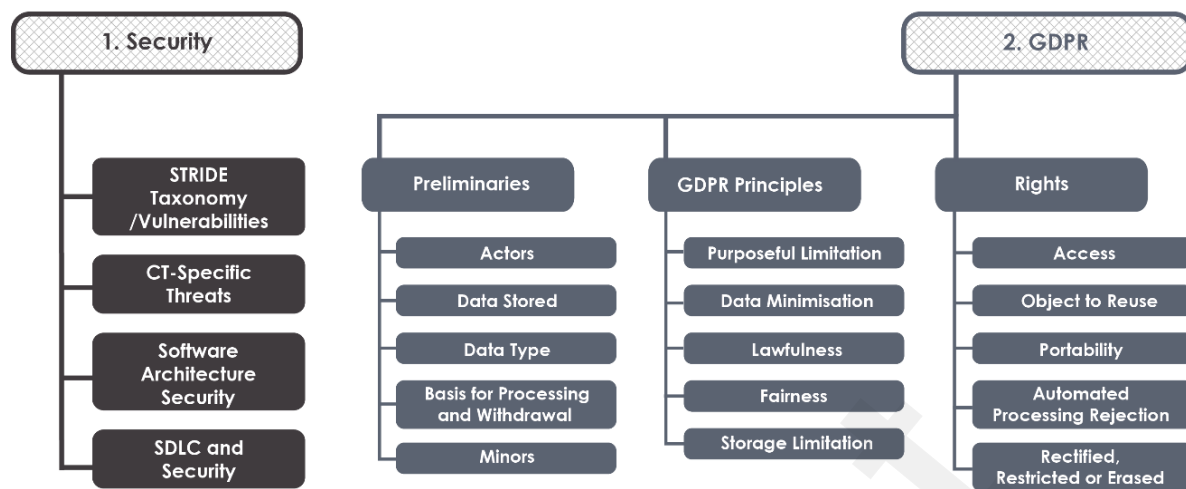 1. Security
2. GDPR
STRIDE
Taxonomy
/Vulnerabilities
CT-Specific
Threats
Software
Architecture
Security
SDLC and
Security
Preliminaries
Actors
Data Stored
Data Type
Basis for Processing
and Withdrawal
Minors
GDPR Principles
Purposeful Limitation
Data Minimisation
Lawfulness
Fairness
Storage Limitation
Rights
Access
Object to Reuse
Portability
Automated
Processing Rejection
Rectified,
Restricted or Erased